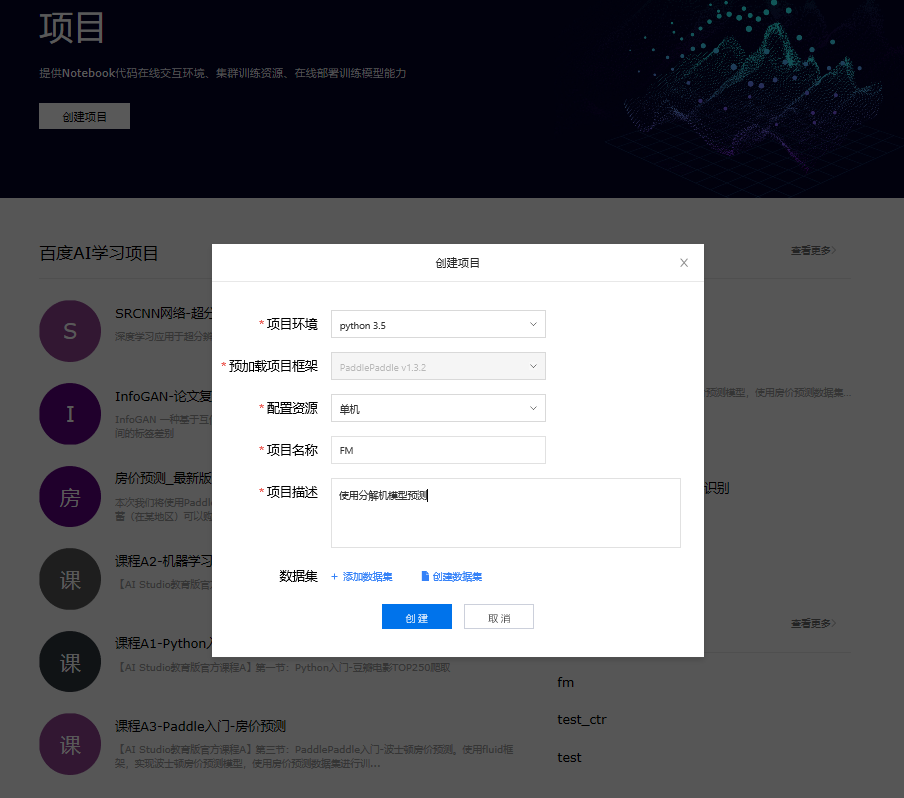 项目
提供Notebook代码在线交互环境、集群训练资源、在线部署训练模型能力
创建项目
百度AI学习项目
查看更多>
S
SRCNN网络-超分
深度学习应用于超分解
I
InfoGAN-论文复
InfoGAN 一种基于互
间的标签差别
房
房价预测_最新版
本次我们将使用Paddl
蓄（在某地区）可以购
课
课程A2-机器学习
【AI Studio教育版官方
课
课程A1-Python入
【AI Studio教育版官方课程A】第一节：Python入门-豆瓣电影TOP250爬取
课
课程A3-Paddle入门-房价预测
【AI Studio教育版官方课程A】第三节：PaddlePaddle入门-波士顿房价预测。使用fluid框
架，实现波士顿房价预测模型，使用房价预测数据集进行训...
价预测模型，使用房价预测数据集...
识别
查看更多>
fm
test_ctr
test
创建项目
X
*项目环境
python 3.5
*预加载项目框架
PaddlePaddle v1.3.2
*配置资源
单机
*项目名称
FM
*项目描述
使用分解机模型预测
数据集
+ 添加数据集
创建数据集
创 建
取 消